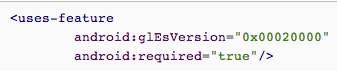 <uses-feature
android:glEsVersion="0x00020000"
android:required="true"/>